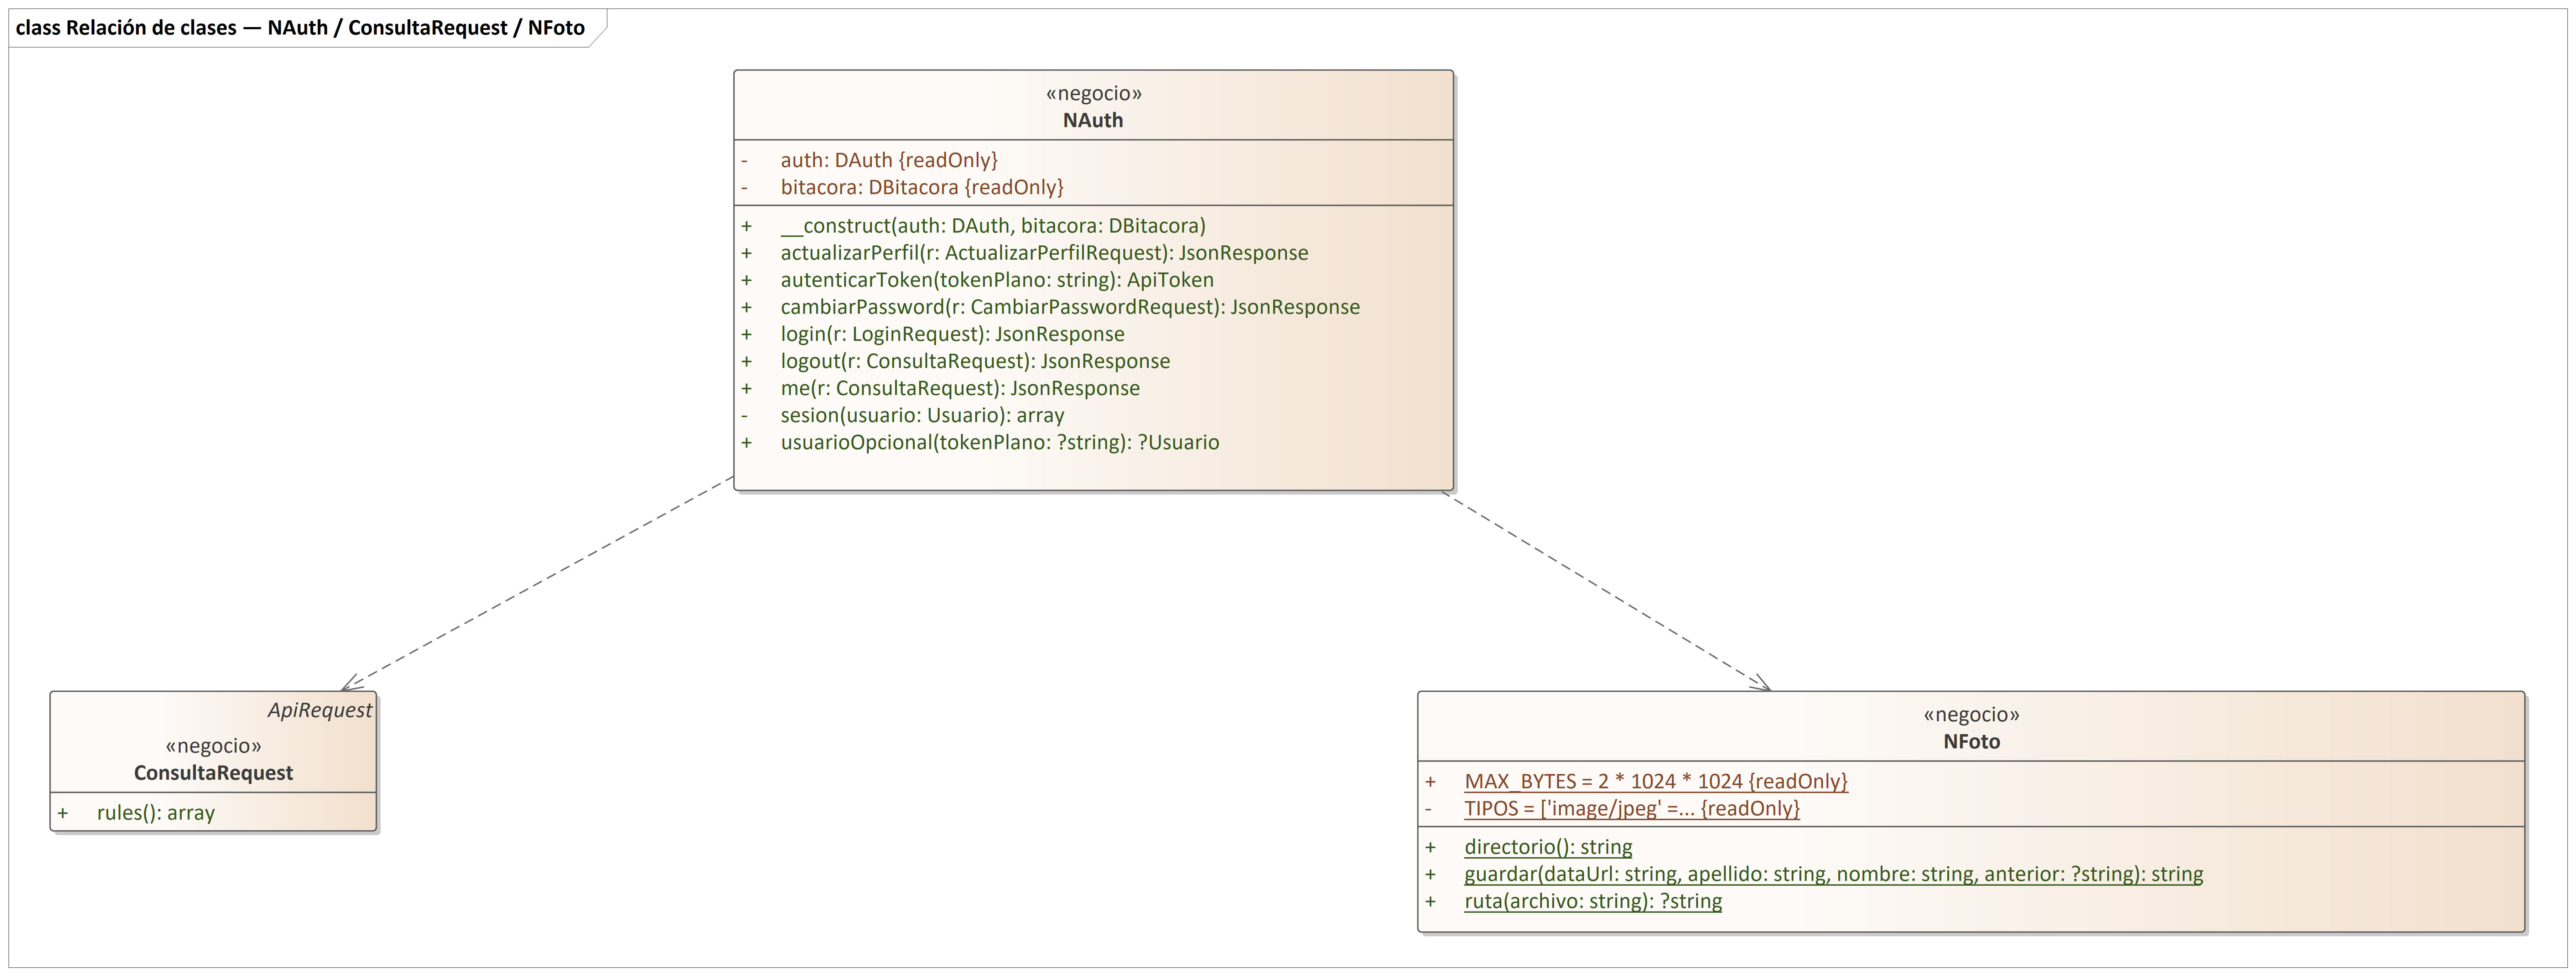 class Relación de clases — NAuth / ConsultaRequest / NFoto
«negocio»
NAuth
- auth: DAuth {readOnly}
- bitacora: DBitacora {readOnly}
+ __construct(auth: DAuth, bitacora: DBitacora)
+ actualizarPerfil(r: ActualizarPerfilRequest): JsonResponse
+ autenticarToken(tokenPlano: string): ApiToken
+ cambiarPassword(r: CambiarPasswordRequest): JsonResponse
+ login(r: LoginRequest): JsonResponse
+ logout(r: ConsultaRequest): JsonResponse
+ me(r: ConsultaRequest): JsonResponse
- sesion(usuario: Usuario): array
+ usuarioOpcional(tokenPlano: ?string): ?Usuario
ApiRequest
«negocio»
ConsultaRequest
+ rules(): array
«negocio»
NFoto
+ MAX_BYTES = 2 * 1024 * 1024 {readOnly}
- TIPOS = ['image/jpeg' =... {readOnly}
+ directorio(): string
+ guardar(dataUrl: string, apellido: string, nombre: string, anterior: ?string): string
+ ruta(archivo: string): ?string